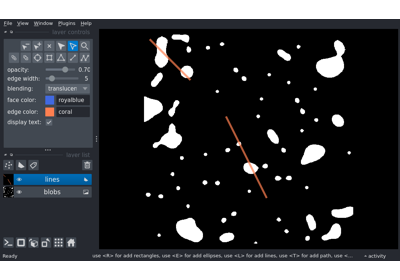 File View Window Plugins Help
layer controls
opacity: 0.70
edge width: 5
blending: translucen
face color: royalblue
edge color: coral
display text:
layer list
lines
blobs
Ready use <R> for add rectangles, use <E> for add ellipses, use <L> for add lines, use <T> for add path, use <... activity